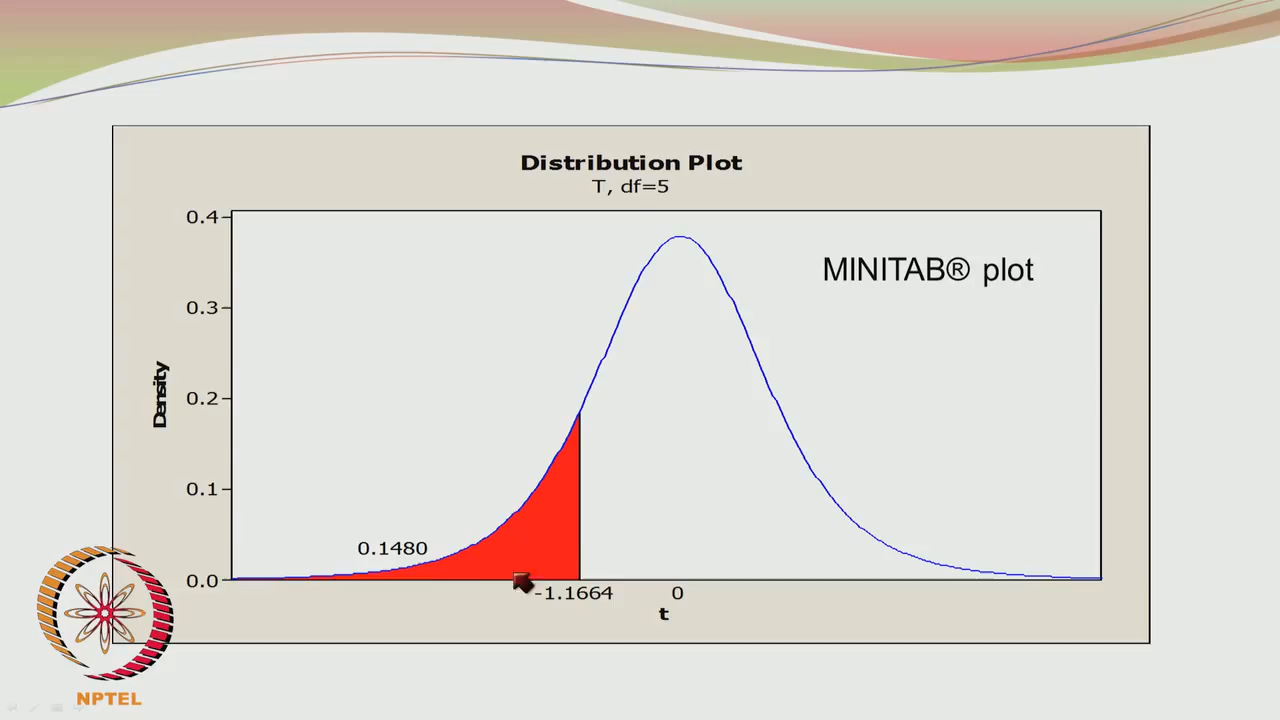 Distribution Plot
T, df=5
MINITAB® plot
0.4
0.3
0.2
0.1
0.0
Density
0.1480
-1.1664
0
t
NPTEL